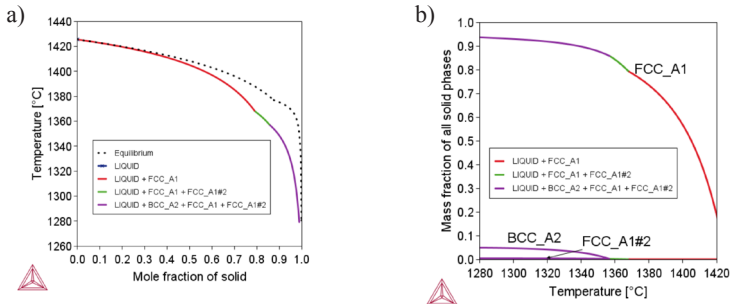 a)
1440
1420
1400
1380
1360
1340
1320
1300
1280
1260
Temperature [°C]
Equilibrium
LIQUID
LIQUID + FCC_A1
LIQUID + FCC_A1 + FCC_A1#2
LIQUID + BCC_A2 + FCC_A1 + FCC_A1#2
0.0 0.1 0.2 0.3 0.4 0.5 0.6 0.7 0.8 0.9 1.0
Mole fraction of solid
b)
1.0
0.9
0.8
0.7
0.6
0.5
0.4
0.3
0.2
0.1
0.0
Mass fraction of all solid phases
FCC_A1
LIQUID + FCC_A1
LIQUID + FCC_A1 + FCC_A1#2
LIQUID + BCC_A2 + FCC_A1 + FCC_A1#2
BCC_A2
FCC_A1#2
1280 1300 1320 1340 1360 1380 1400 1420
Temperature [°C]